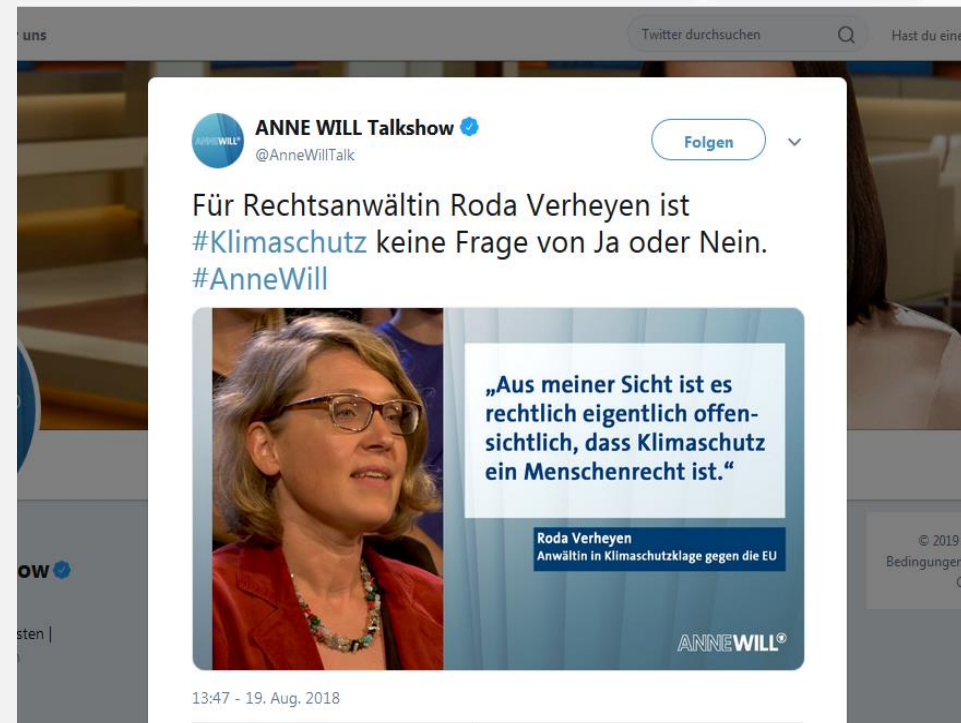 uns
Twitter durchsuchen
Hast du eine
ANNE WILL Talkshow
@AnneWillTalk
Folgen
Für Rechtsanwältin Roda Verheyen ist
#Klimaschutz keine Frage von Ja oder Nein.
#AnneWill
„Aus meiner Sicht ist es
rechtlich eigentlich offen-
sichtlich, dass Klimaschutz
ein Menschenrecht ist.“
Roda Verheyen
Anwältin in Klimaschutzklage gegen die EU
ANNEWILL
13:47 - 19. Aug. 2018
ow
sten |
© 2019
Bedingungen